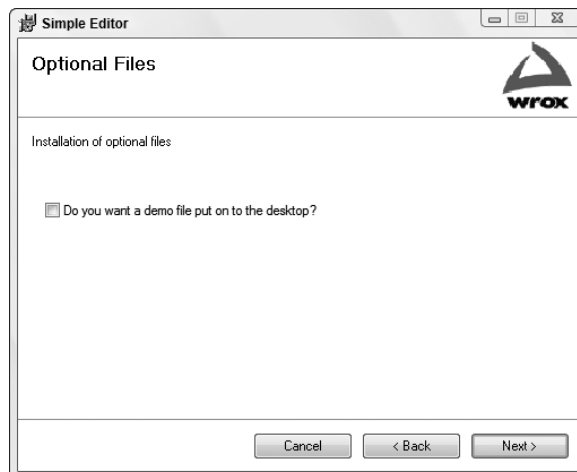 Simple Editor
Optional Files
wrox
Installation of optional files
Do you want a demo file put on to the desktop?
Cancel
< Back
Next >